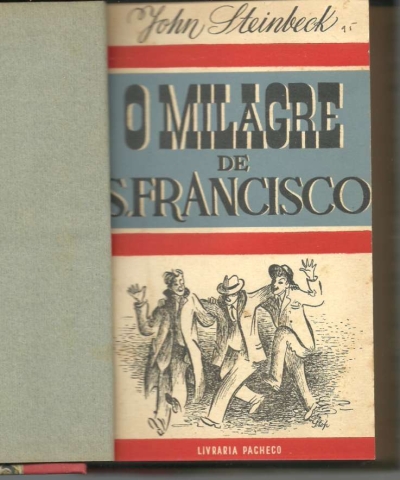 John Steinbeck
O MILAGRE
DE
S. FRANCISCO
LIVRARIA PACHECO